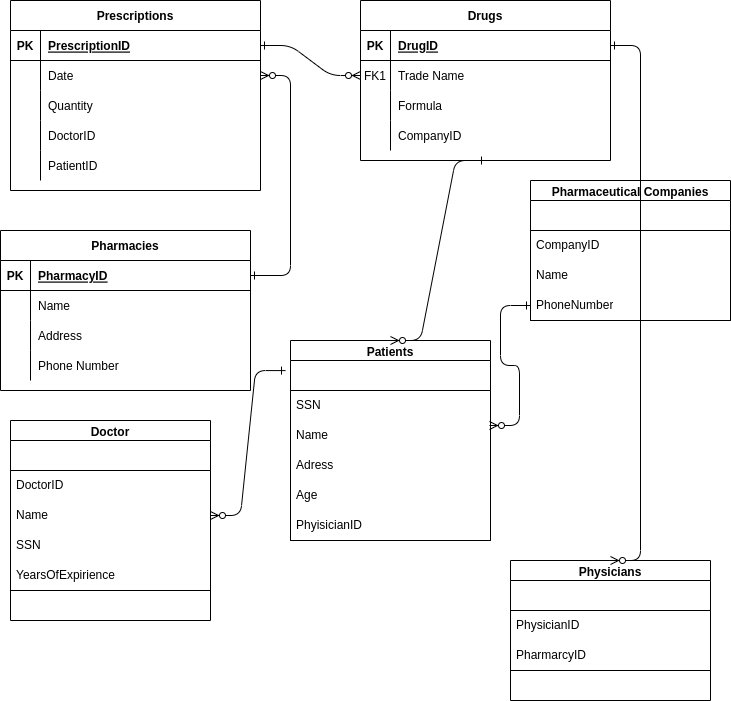 Prescriptions
PK PrescriptionID
Date
Quantity
DoctorID
PatientID
Drugs
PK DrugID
FK1 Trade Name
Formula
CompanyID
Pharmaceutical Companies
CompanyID
Name
PhoneNumber
Pharmacies
PK PharmacyID
Name
Address
Phone Number
Patients
SSN
Name
Adress
Age
PhyisicianID
Doctor
DoctorID
Name
SSN
YearsOfExpirience
Physicians
PhysicianID
PharmarcyID